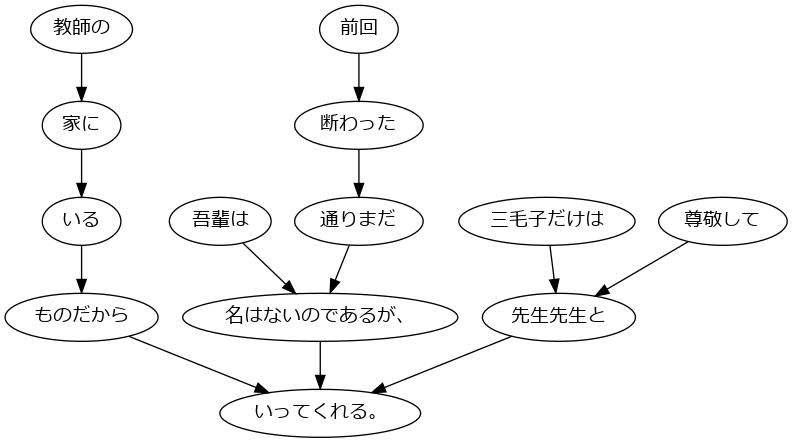 教師の
前回
家に
断わった
いる
吾輩は
通りまだ
三毛子だけは
尊敬して
ものだから
名はないのであるが、
先生先生と
いってくれる。